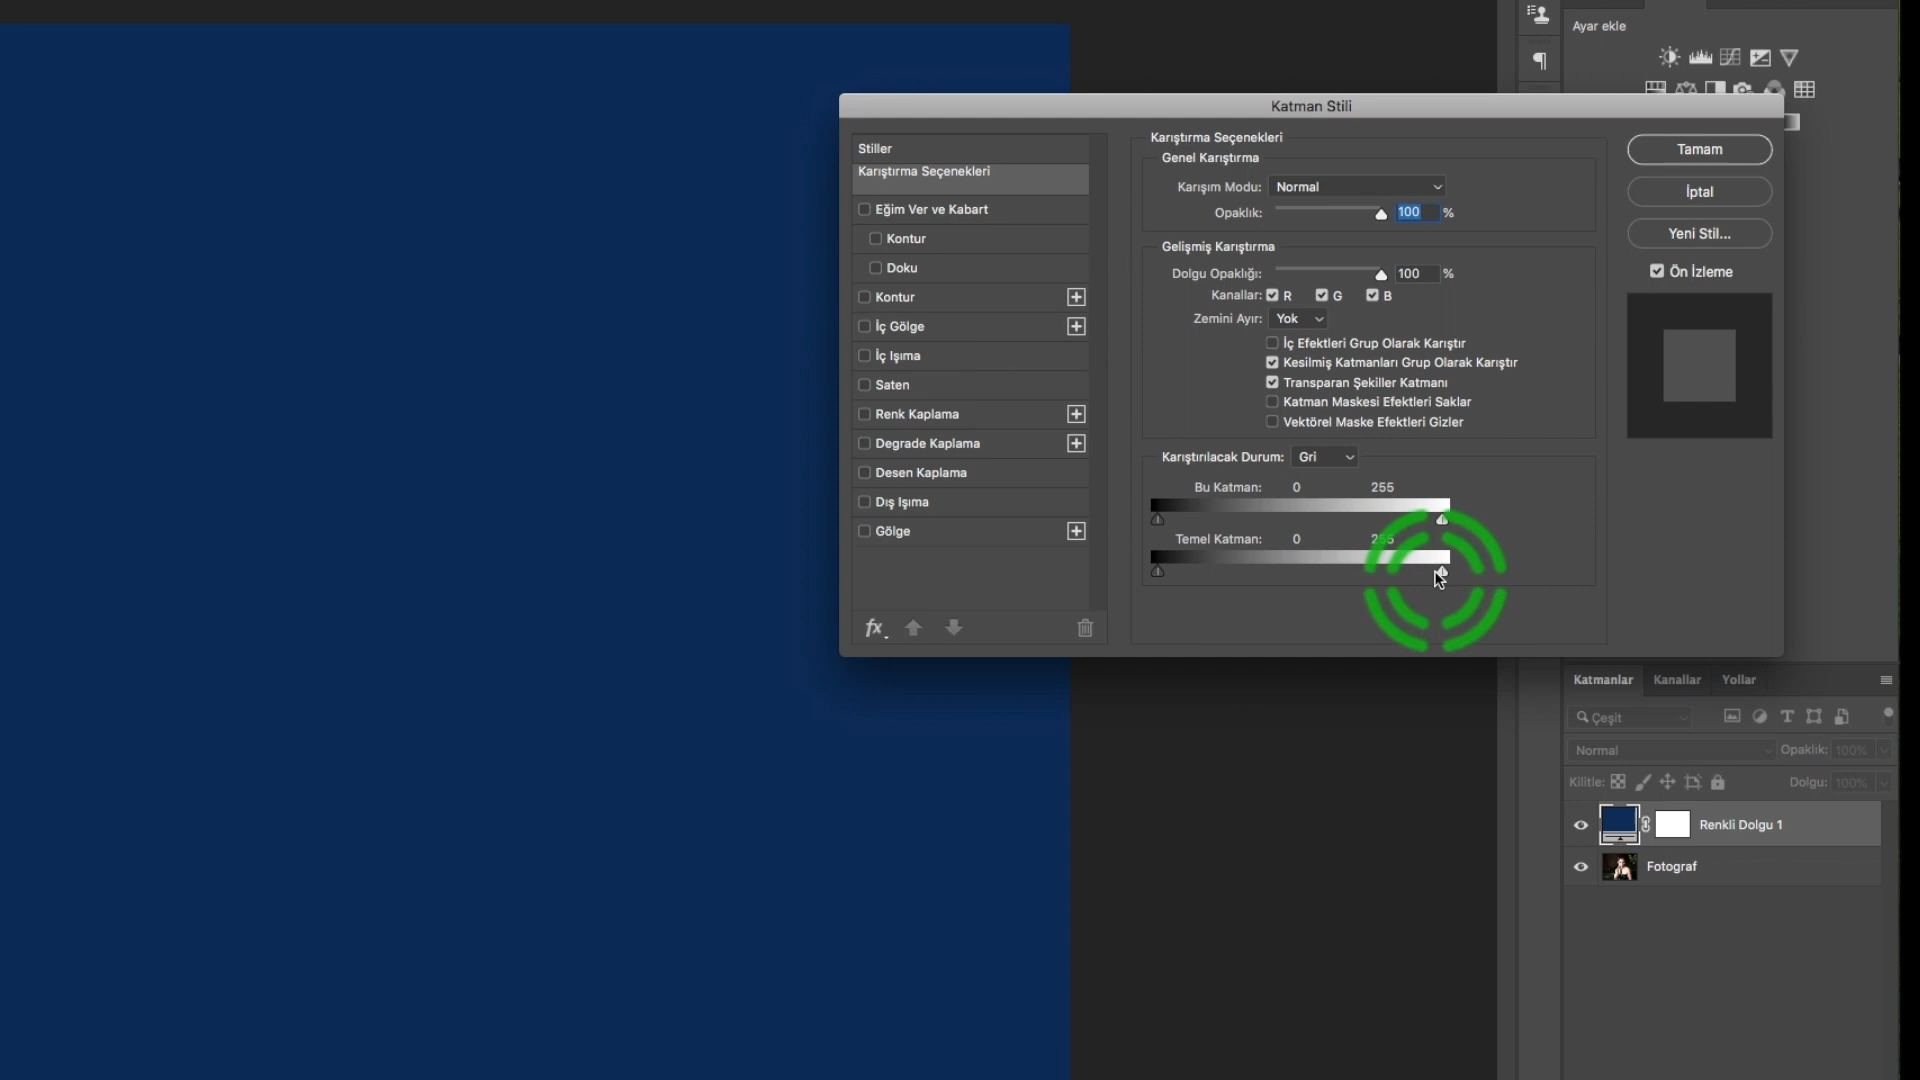 Ayar ekle
Katman Stili
Stiller
Karıştırma Seçenekleri
Eğim Ver ve Kabart
Kontur
Doku
Kontur
İç Gölge
İç Işıma
Saten
Renk Kaplama
Degrade Kaplama
Desen Kaplama
Dış Işıma
Gölge
fx
Karıştırma Seçenekleri
Genel Karıştırma
Karışım Modu: Normal
Opaklık: 100 %
Gelişmiş Karıştırma
Dolgu Opaklığı: 100 %
Kanallar: R G B
Zemini Ayır: Yok
İç Efektleri Grup Olarak Karıştır
Kesilmiş Katmanları Grup Olarak Karıştır
Transparan Şekiller Katmanı
Katman Maskesi Efektleri Saklar
Vektörel Maske Efektleri Gizler
Karıştırılacak Durum: Gri
Bu Katman: 0 255
Temel Katman: 0 255
Tamam
İptal
Yeni Stil...
Ön İzleme
Katmanlar Kanallar Yollar
Çeşit
Normal Opaklık: 100%
Kilitle: Dolgu: 100%
Renkli Dolgu 1
Fotograf